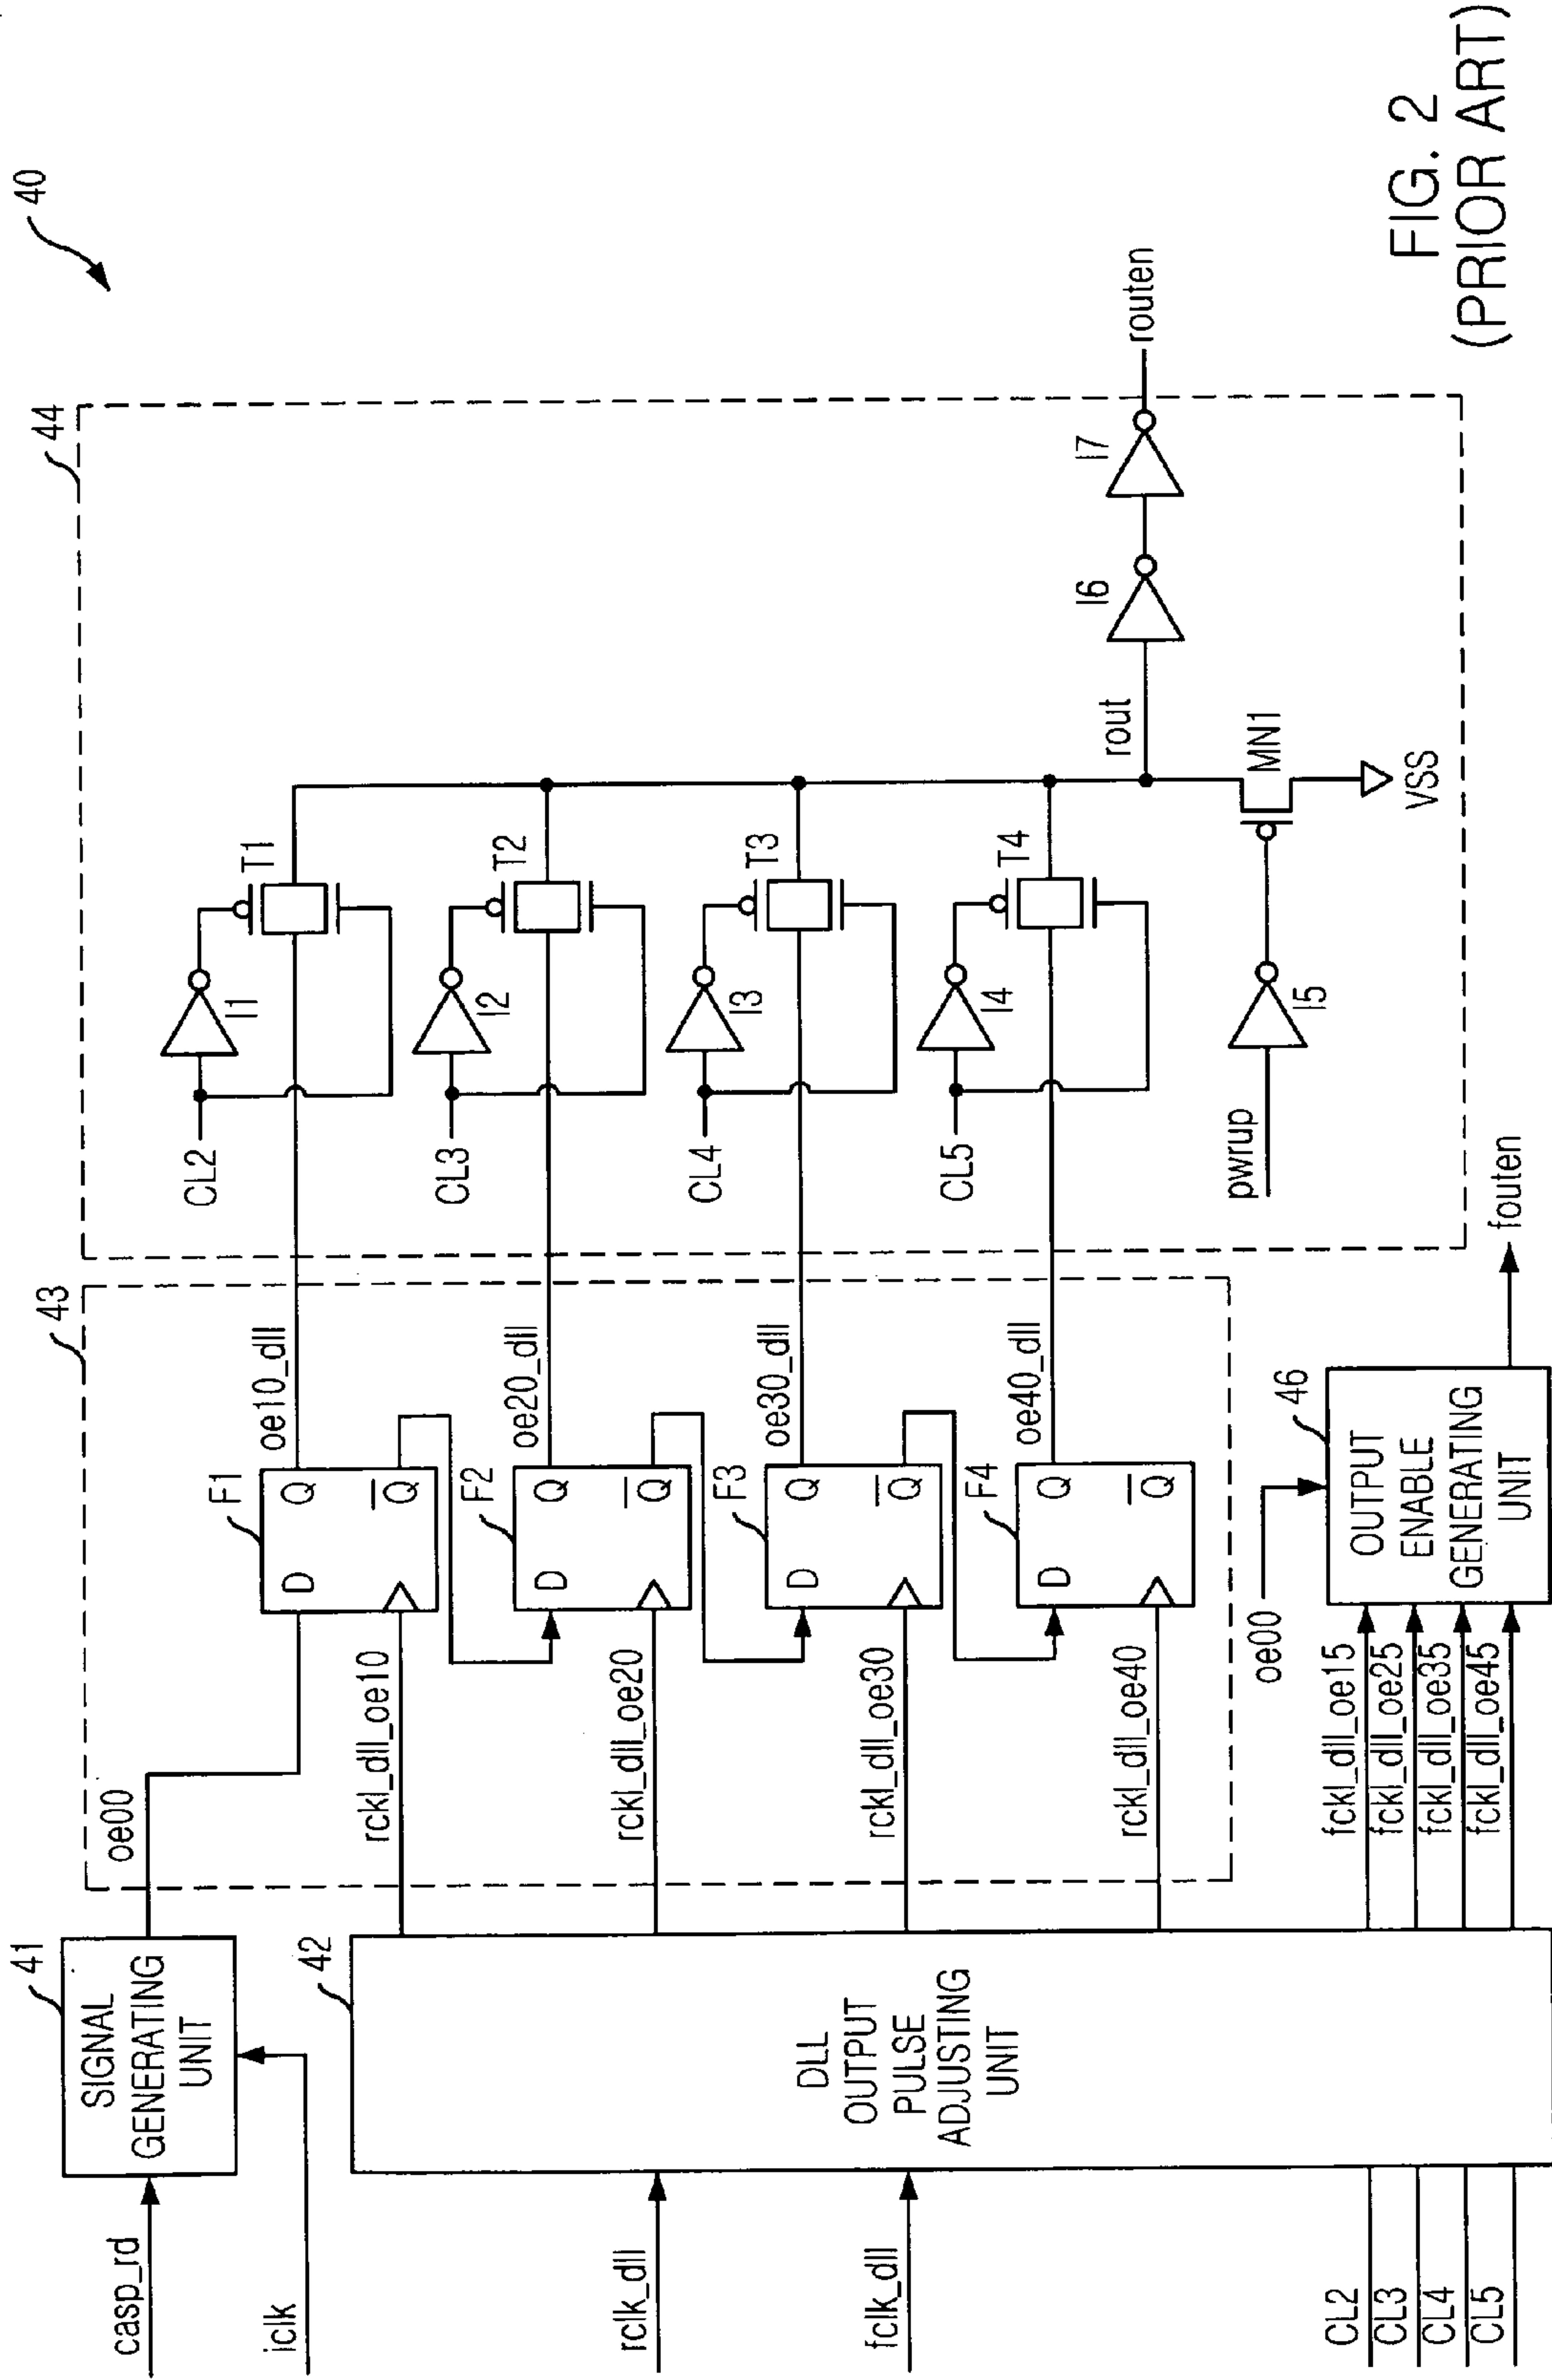 40
41
SIGNAL
GENERATING
UNIT
casp_rd
iclk
oe00
42
DLL
OUTPUT
PULSE
ADJUSTING
UNIT
rclk_dll
fclk_dll
CL2
CL3
CL4
CL5
43
F1
D
Q
Q
oe10_dll
rckl_dll_oe10
F2
D
Q
Q
oe20_dll
rckl_dll_oe20
F3
D
Q
Q
oe30_dll
rckl_dll_oe30
F4
D
Q
Q
oe40_dll
rckl_dll_oe40
44
CL2
I1
T1
CL3
I2
T2
CL4
I3
T3
CL5
I4
T4
pwrup
I5
MN1
VSS
rout
I6
I7
routen
oe00
46
OUTPUT
ENABLE
GENERATING
UNIT
fckl_dll_oe15
fckl_dll_oe25
fckl_dll_oe35
fckl_dll_oe45
fouten
FIG. 2
(PRIOR ART)